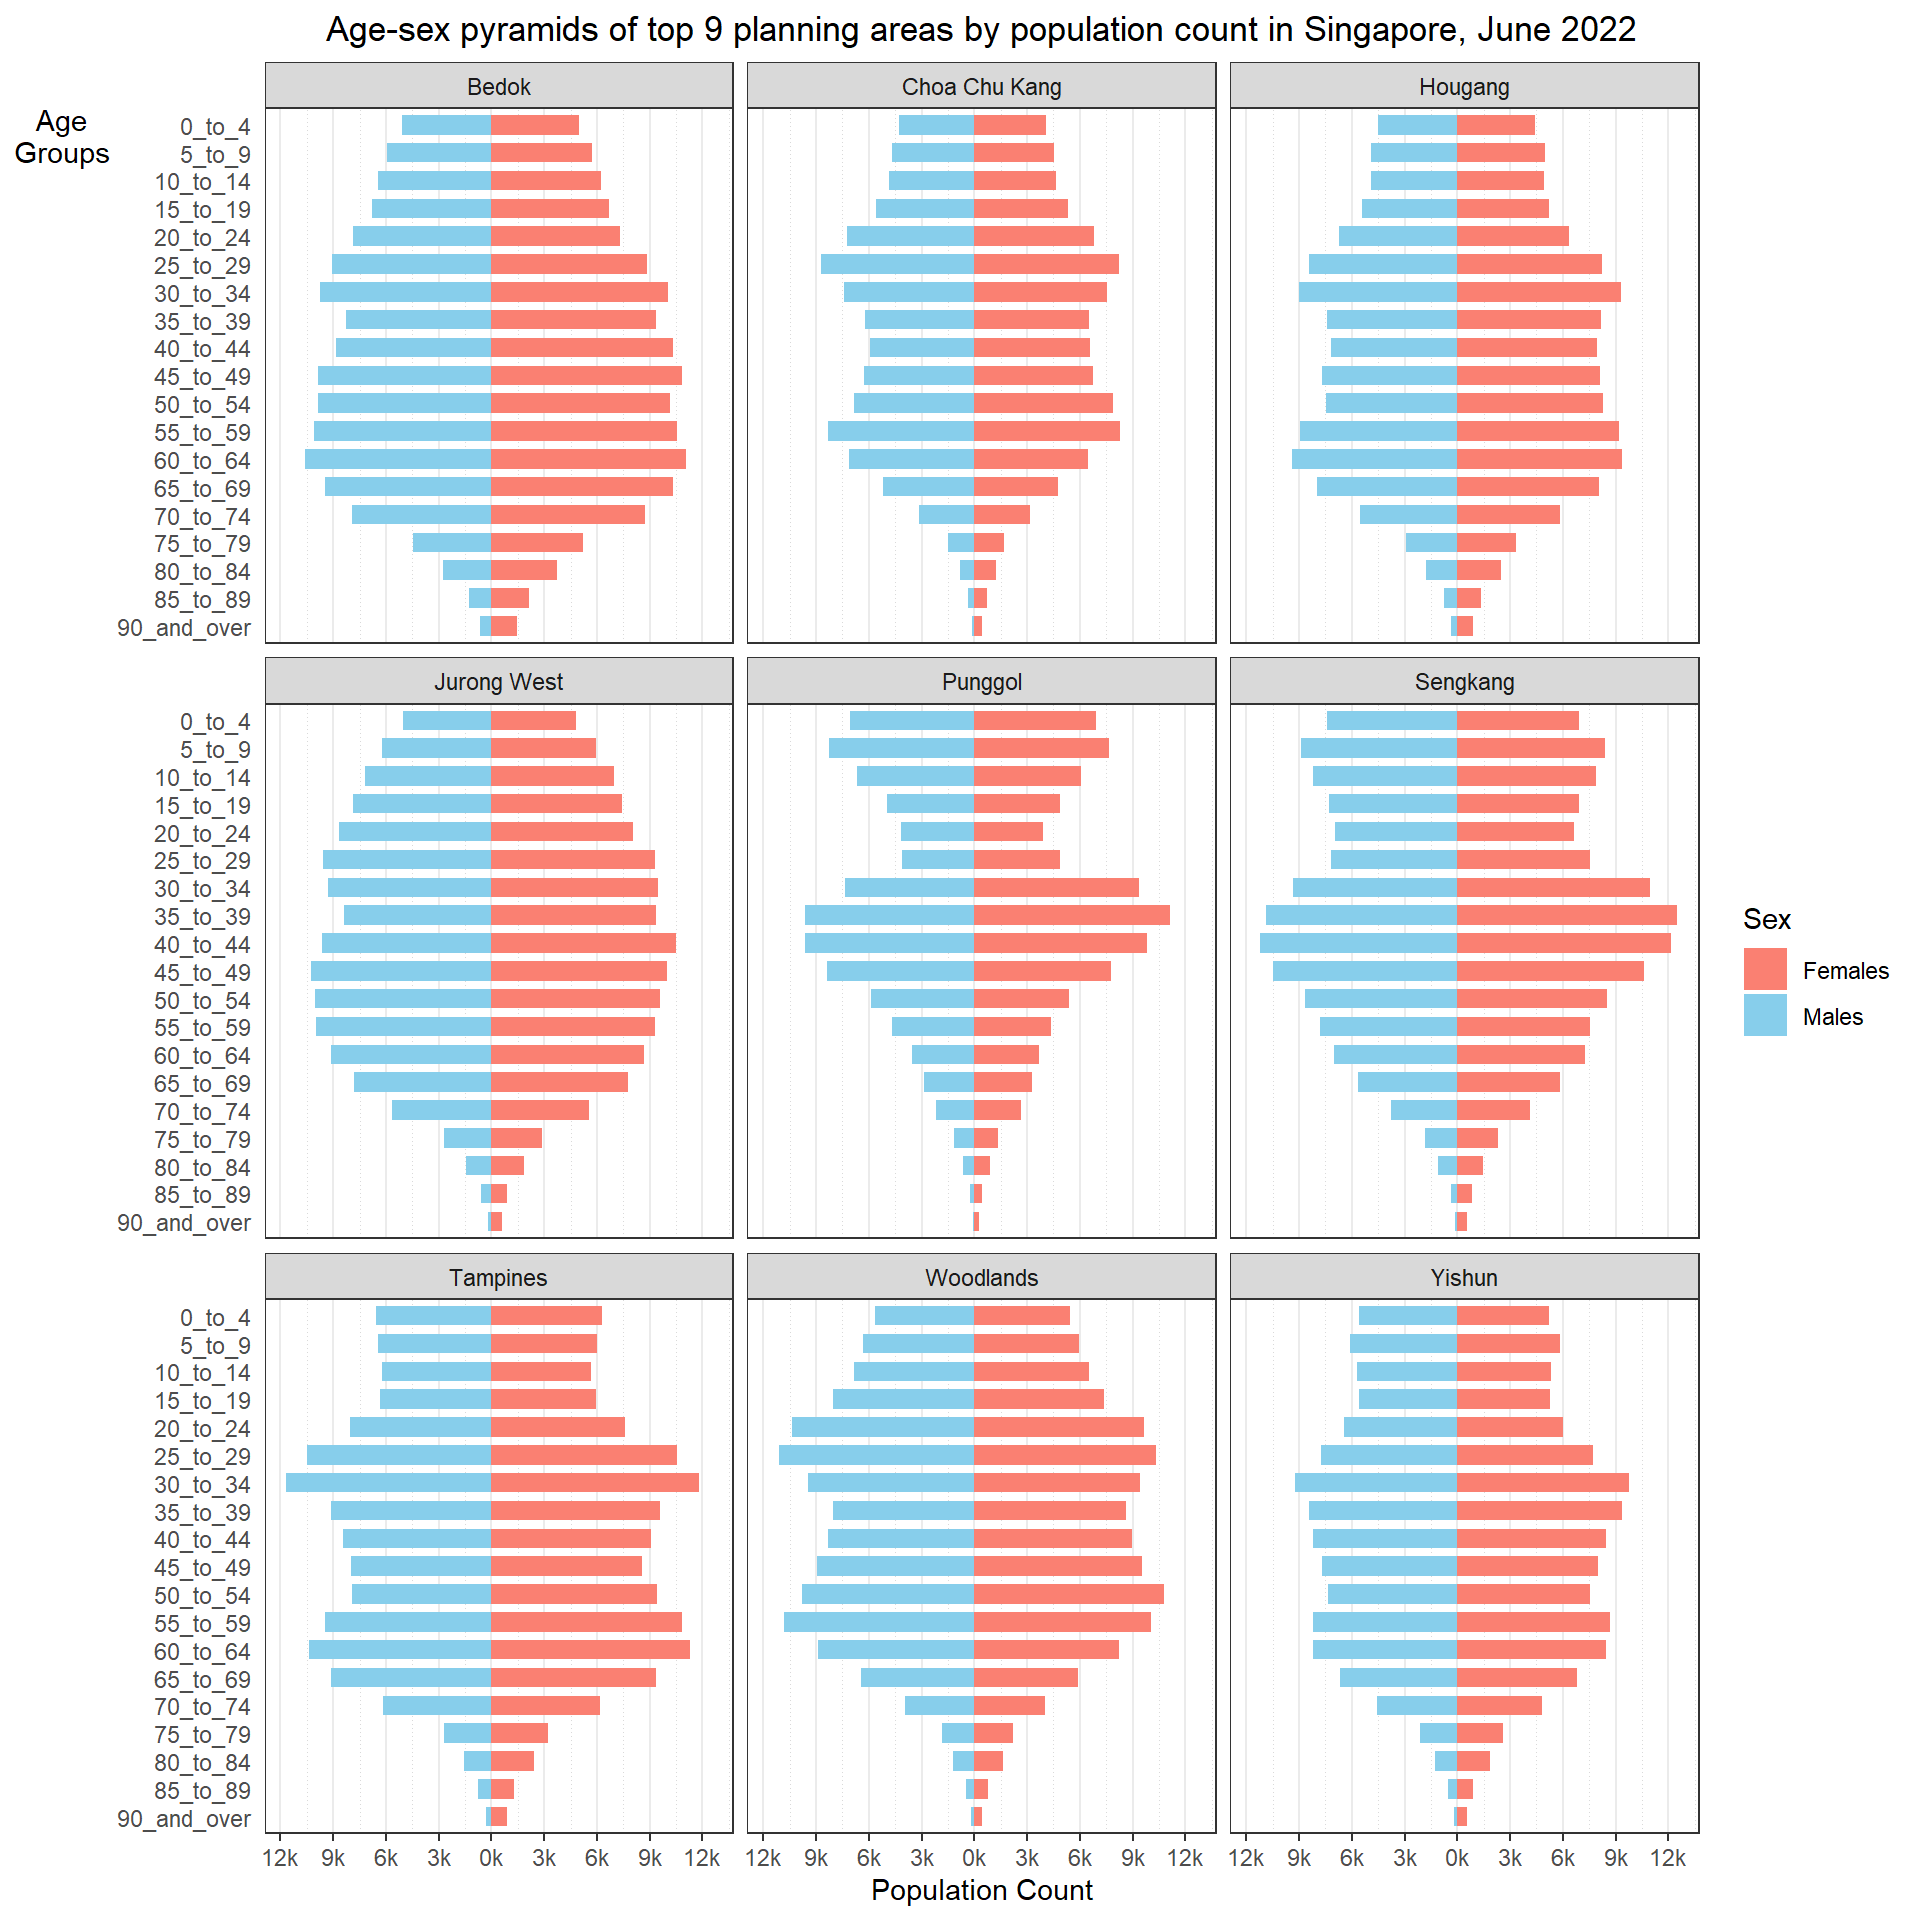 Age-sex pyramids of top 9 planning areas by population count in Singapore, June 2022
Bedok
Choa Chu Kang
Hougang
Age
Groups
0_to_4
5_to_9
10_to_14
15_to_19
20_to_24
25_to_29
30_to_34
35_to_39
40_to_44
45_to_49
50_to_54
55_to_59
60_to_64
65_to_69
70_to_74
75_to_79
80_to_84
85_to_89
90_and_over
Jurong West
Punggol
Sengkang
0_to_4
5_to_9
10_to_14
15_to_19
20_to_24
25_to_29
30_to_34
35_to_39
40_to_44
45_to_49
50_to_54
55_to_59
60_to_64
65_to_69
70_to_74
75_to_79
80_to_84
85_to_89
90_and_over
Sex
Females
Males
Tampines
Woodlands
Yishun
0_to_4
5_to_9
10_to_14
15_to_19
20_to_24
25_to_29
30_to_34
35_to_39
40_to_44
45_to_49
50_to_54
55_to_59
60_to_64
65_to_69
70_to_74
75_to_79
80_to_84
85_to_89
90_and_over
12k 9k 6k 3k 0k 3k 6k 9k 12k
12k 9k 6k 3k 0k 3k 6k 9k 12k
12k 9k 6k 3k 0k 3k 6k 9k 12k
Population Count